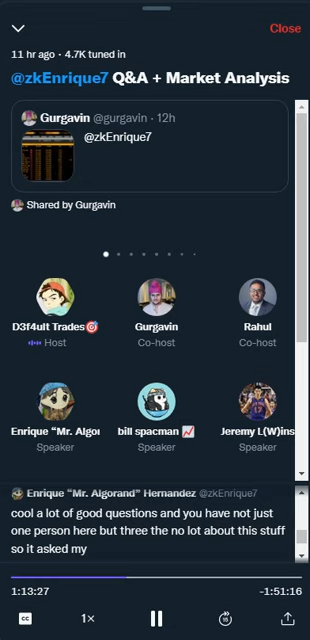 Close
11 hr ago · 4.7K tuned in
@zkEnrique7 Q&A + Market Analysis
Gurgavin @gurgavin · 12h
@zkEnrique7
Shared by Gurgavin
D3f4ult Trades🎯
Gurgavin
Rahul
Host
Co-host
Co-host
Enrique “Mr. Algor
bill spacman 📈
Jeremy L(W)ins
Speaker
Speaker
Speaker
Enrique “Mr. Algorand” Hernandez @zkEnrique7
cool a lot of good questions and you have not just
one person here but three the no lot about this stuff
so it asked my
1:13:27
-1:51:16
CC
1×
15